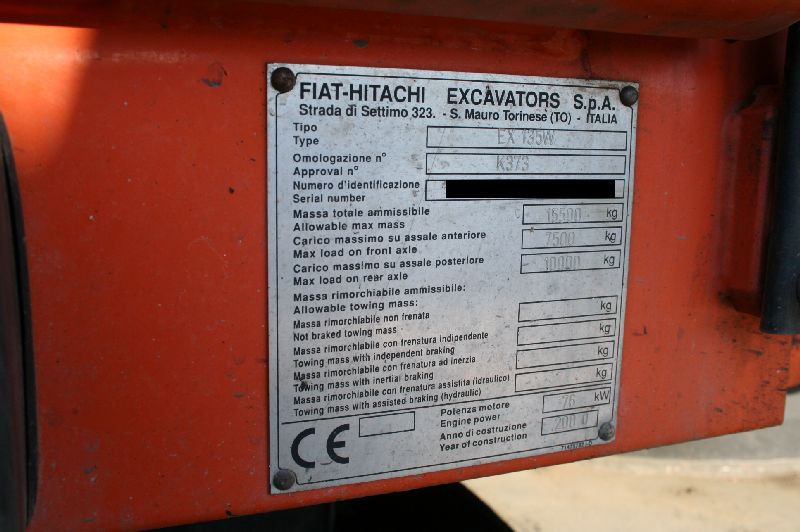 FIAT-HITACHI EXCAVATORS S.p.A.
Strada di Settimo 323. - S. Mauro Torinese (TO) - ITALIA
Tipo
Type EX 135W
Omologazione n°
Approval n° K373
Numero d'identificazione
Serial number
Massa totale ammissibile 15500 kg
Allowable max mass
Carico massimo su assale anteriore 7500 kg
Max load on front axle
Carico massimo su assale posteriore 10000 kg
Max load on rear axle
Massa rimorchiabile ammissibile:
Allowable towing mass:
Massa rimorchiabile non frenata kg
Not braked towing mass
Massa rimorchiabile con frenatura indipendente kg
Towing mass with independent braking
Massa rimorchiabile con frenatura ad inerzia kg
Towing mass with inertial braking
Massa rimorchiabile con frenatura assistita (idraulico) kg
Towing mass with assisted braking (hydraulic)
CE
Potenza motore 76 kW
Engine power
Anno di costruzione 2000
Year of construction